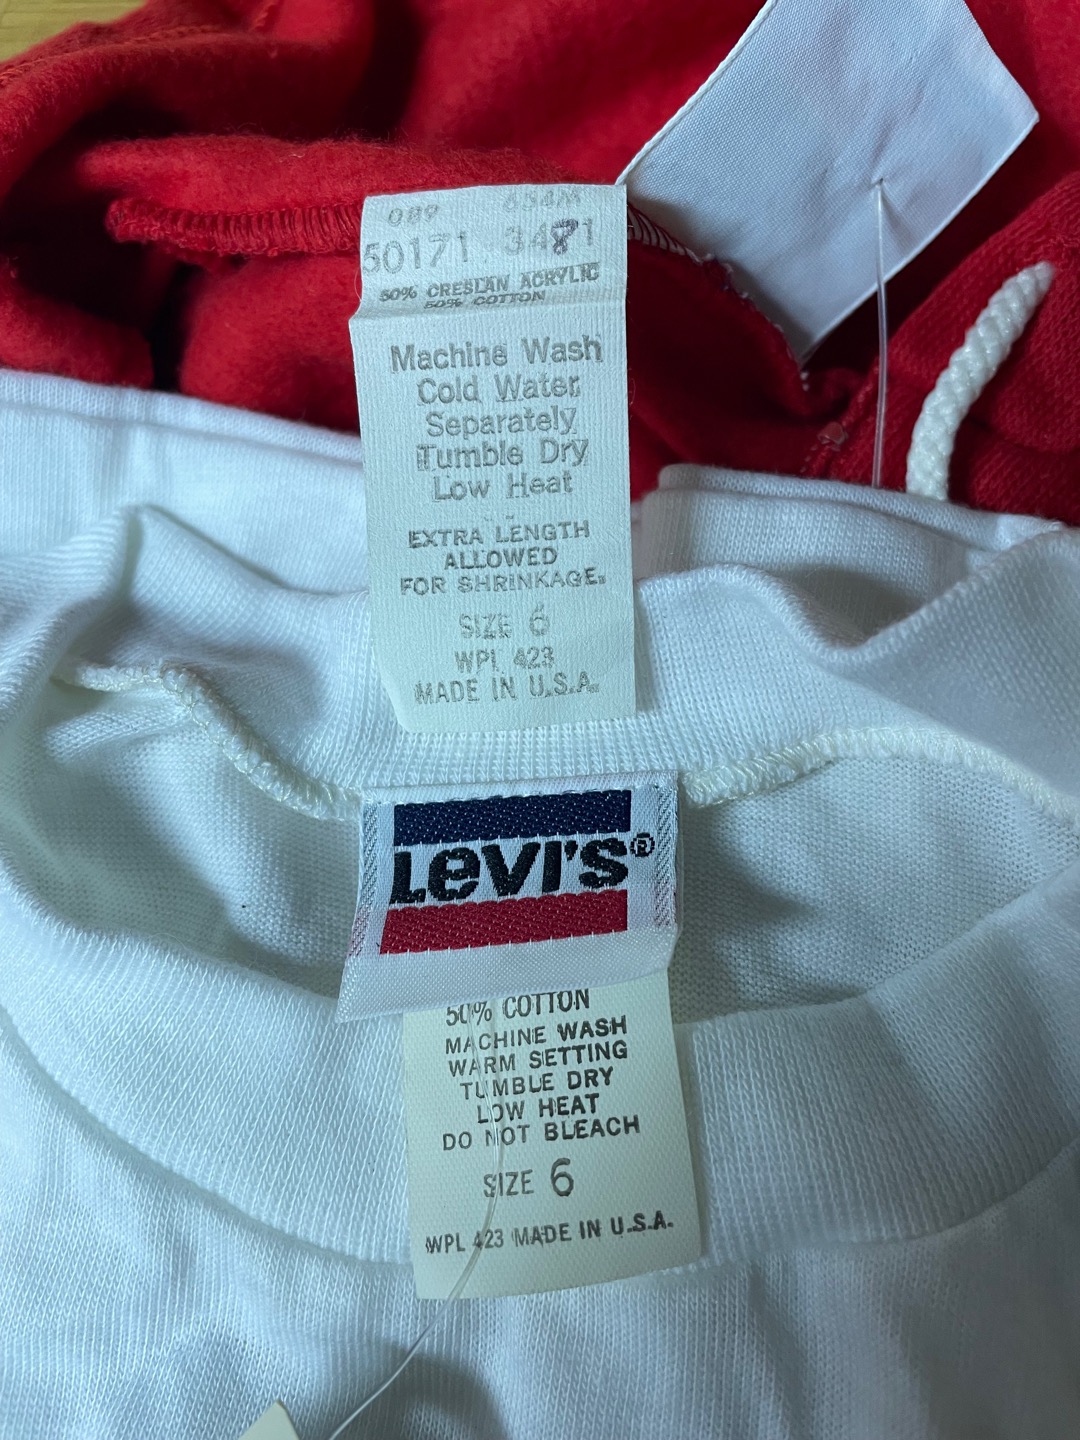 089 654M
50171 3481
50% CRESLAN ACRYLIC
50% COTTON
Machine Wash
Cold Water
Separately
Tumble Dry
Low Heat
EXTRA LENGTH
ALLOWED
FOR SHRINKAGE.
SIZE 6
WPL 423
MADE IN U.S.A.
LEVI'S®
50% COTTON
MACHINE WASH
WARM SETTING
TUMBLE DRY
LOW HEAT
DO NOT BLEACH
SIZE 6
WPL 423 MADE IN U.S.A.